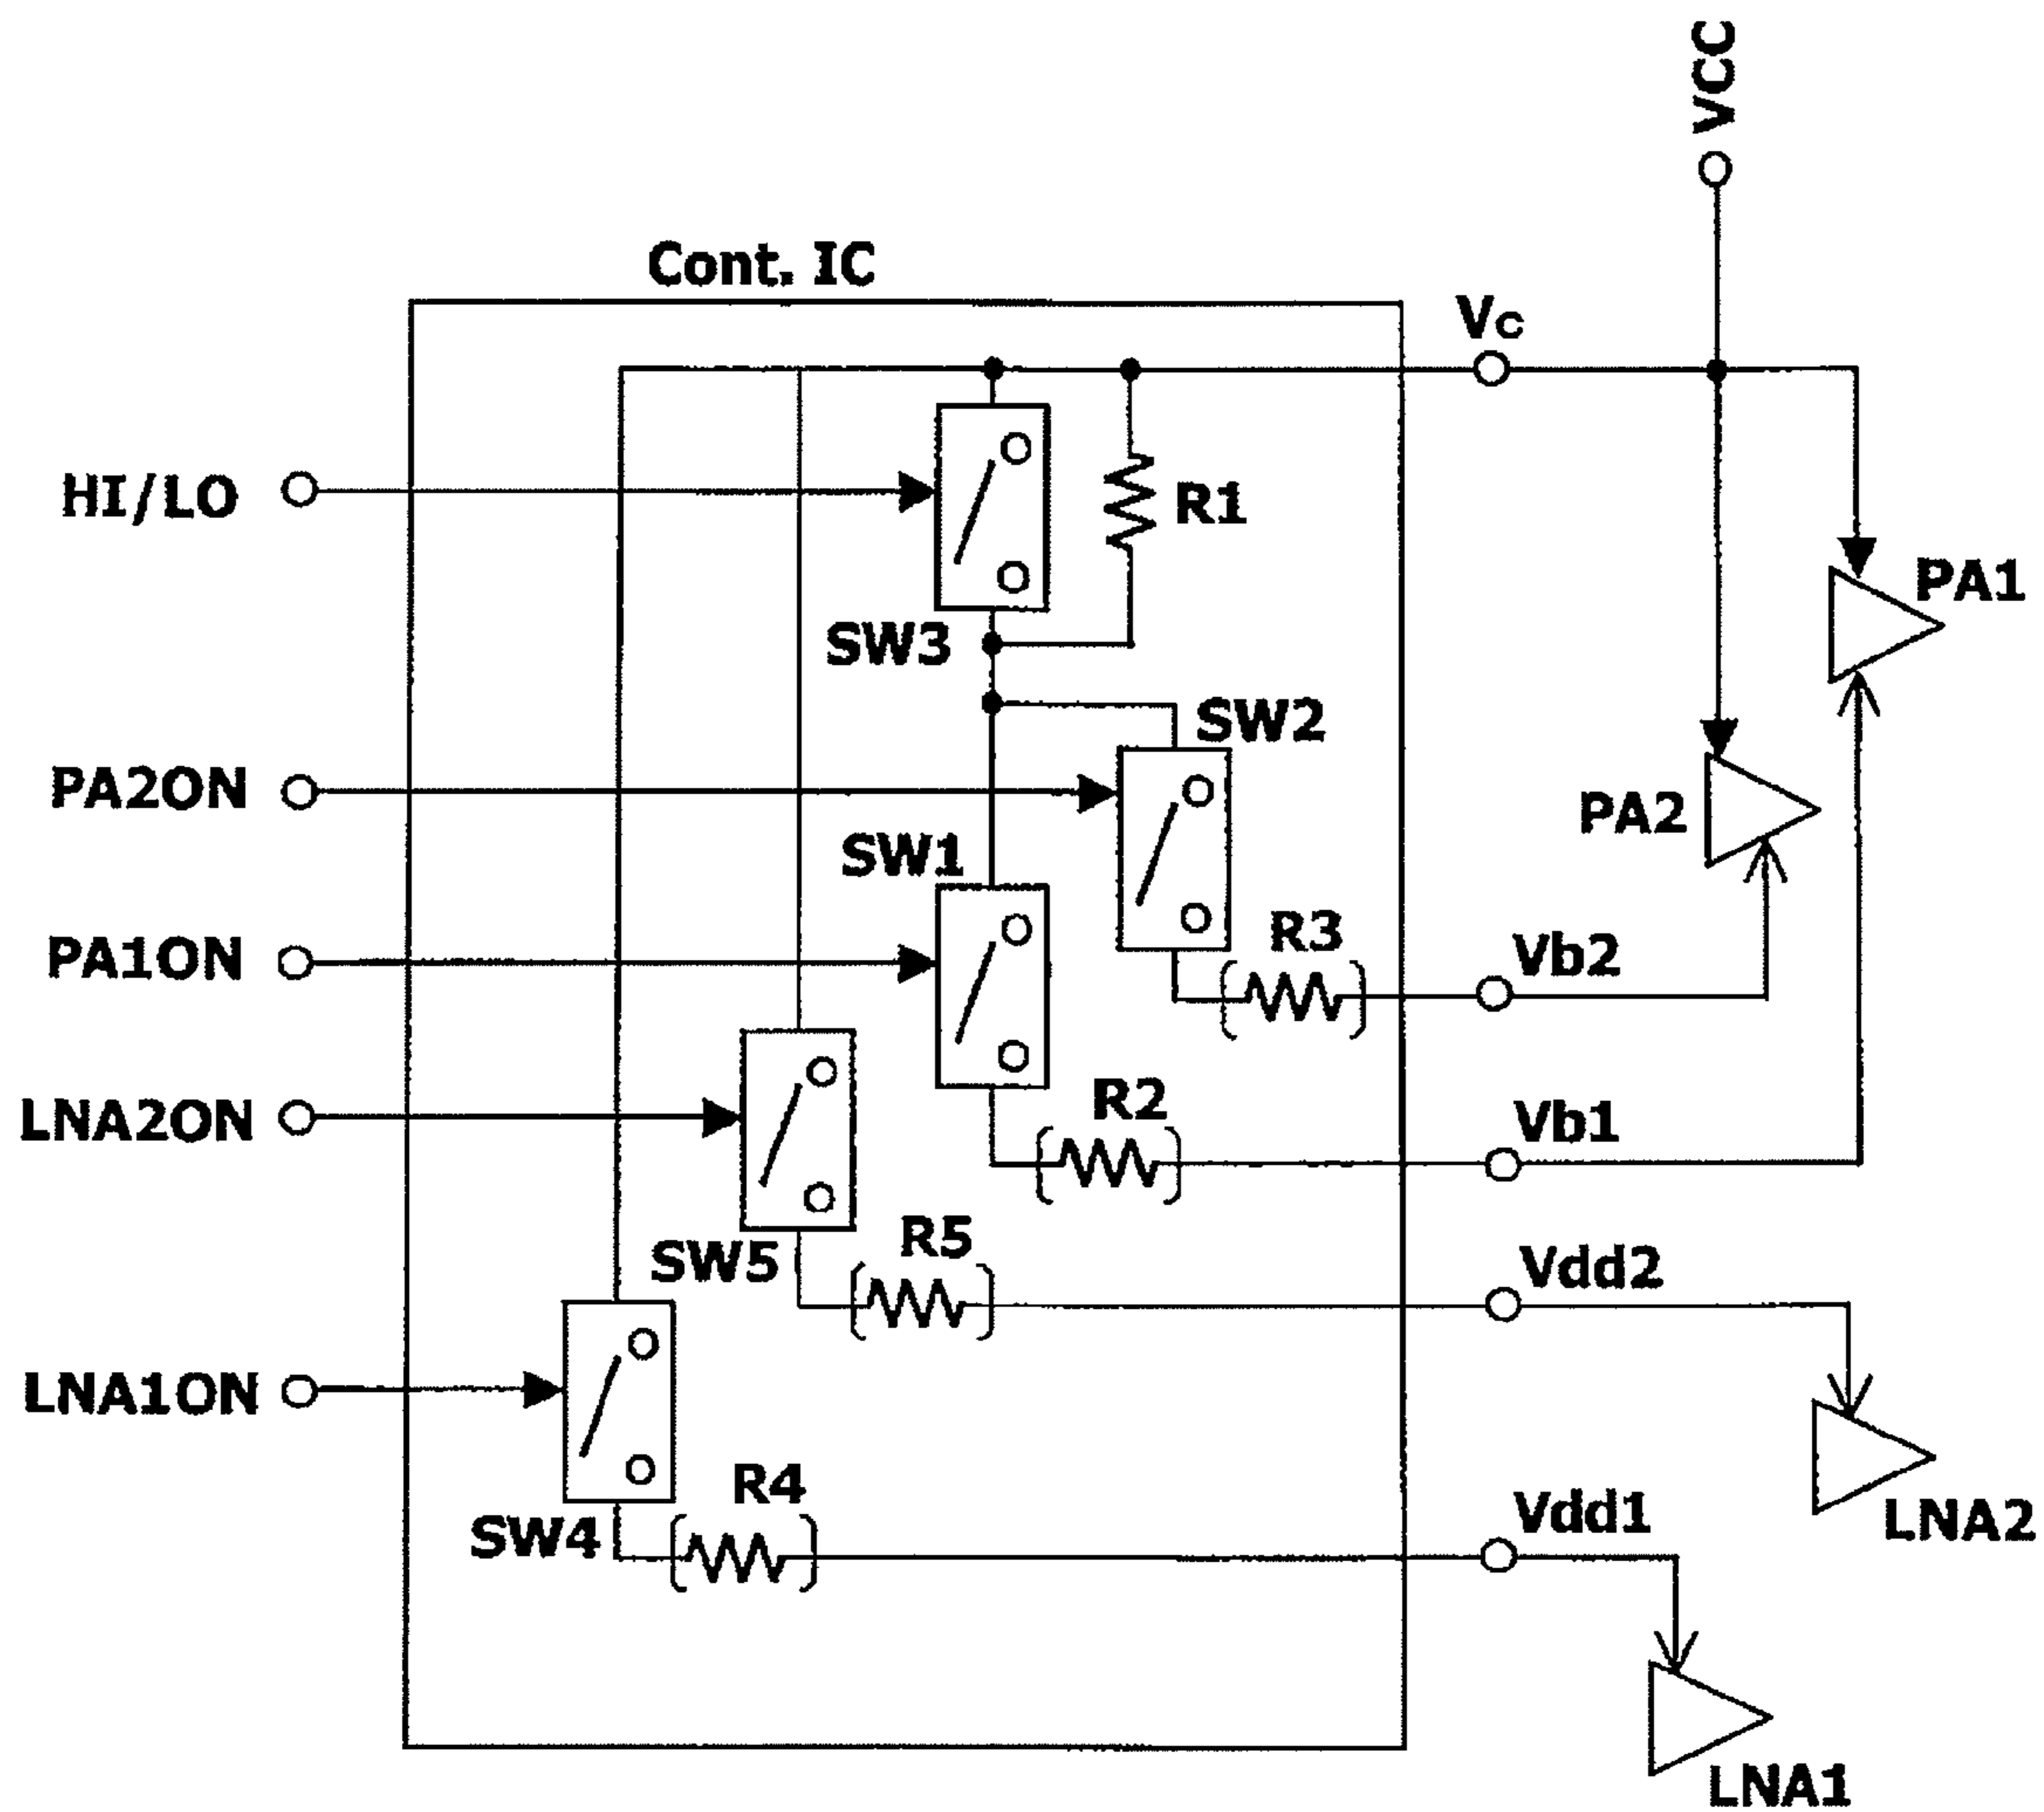 VCC
Cont. IC
Vc
HI/LO
R1
PA1
SW3
SW2
PA2ON
PA2
SW1
R3
Vb2
PA1ON
R2
Vb1
LNA2ON
R5
SW5
Vdd2
LNA1ON
R4
Vdd1
LNA2
SW4
LNA1